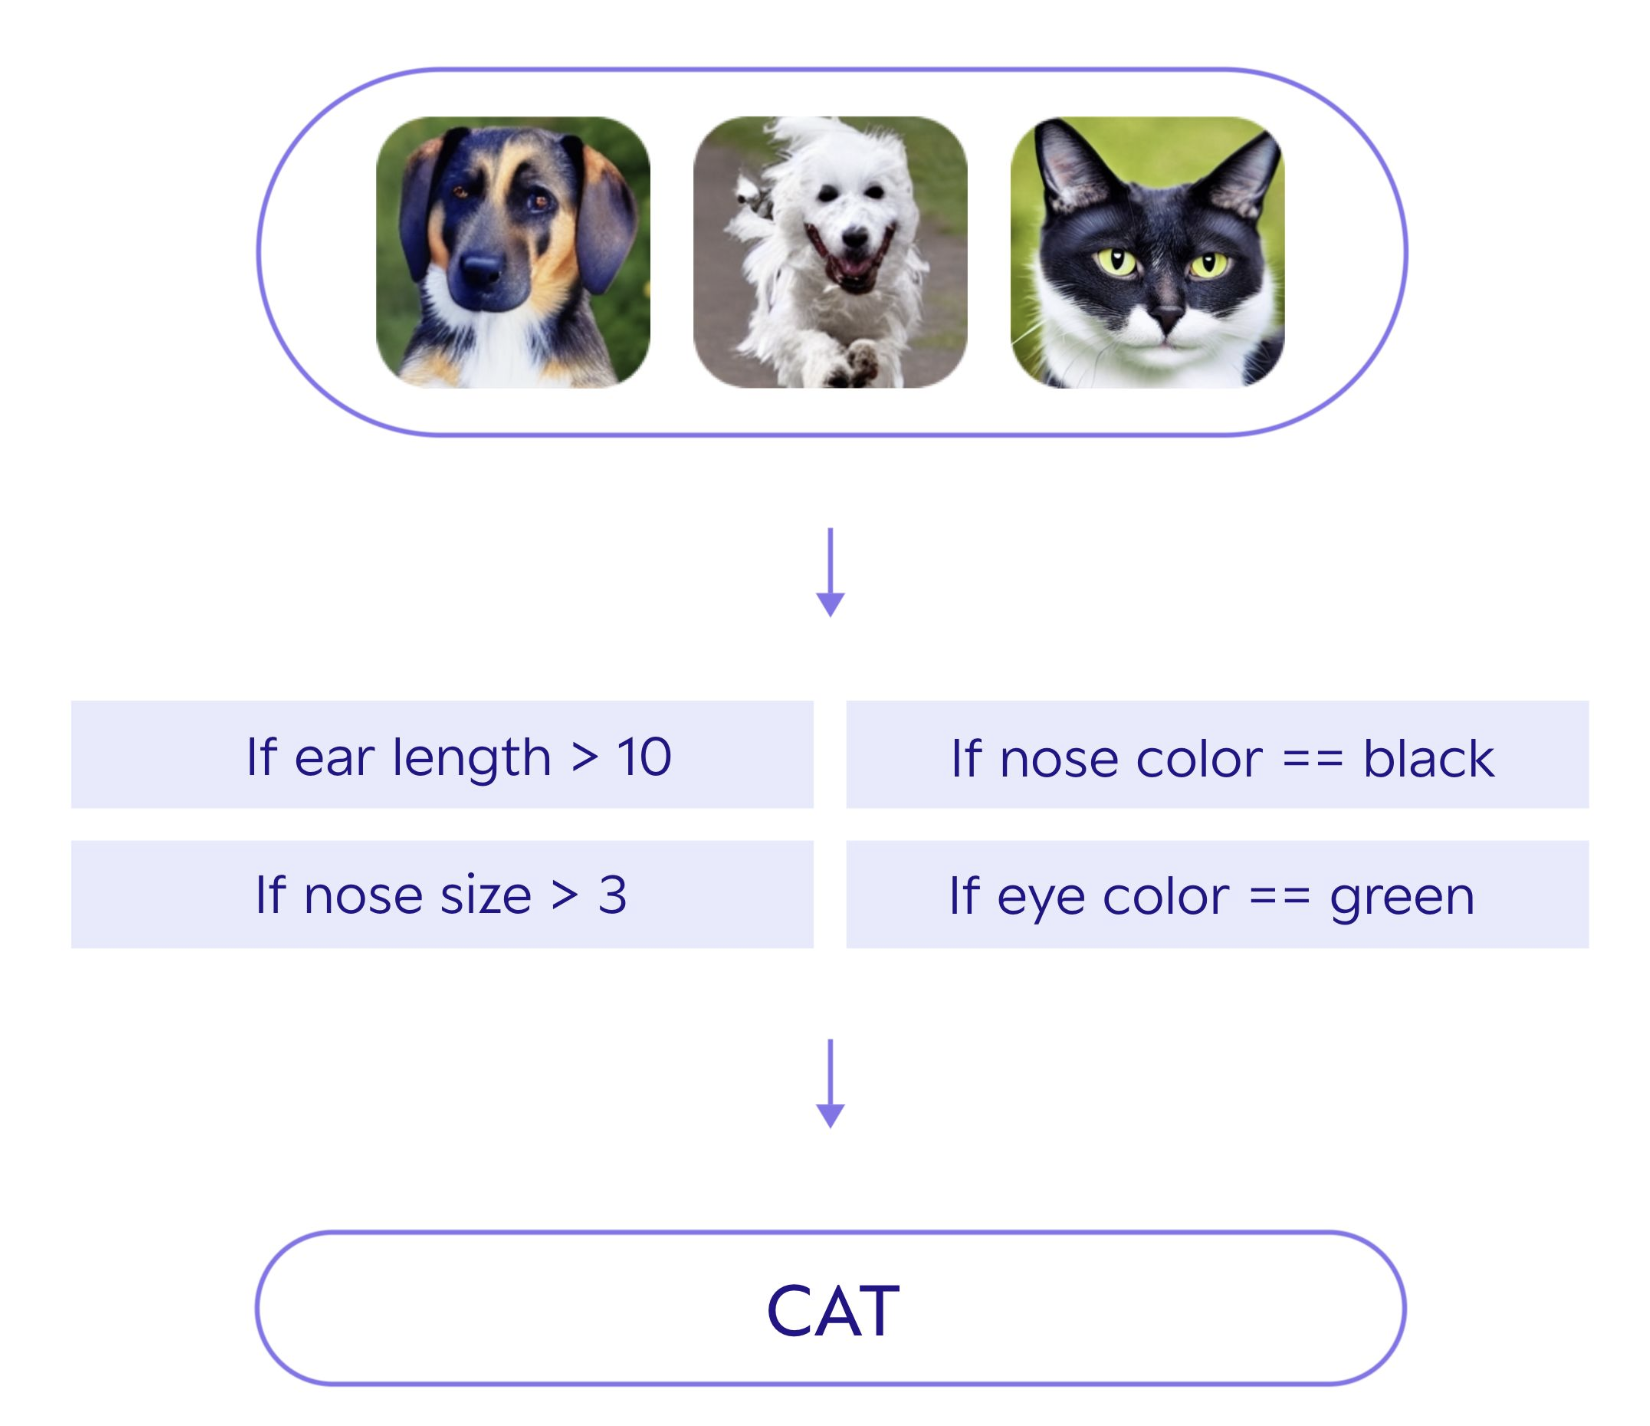 If ear length > 10
If nose color == black
If nose size > 3
If eye color == green
CAT